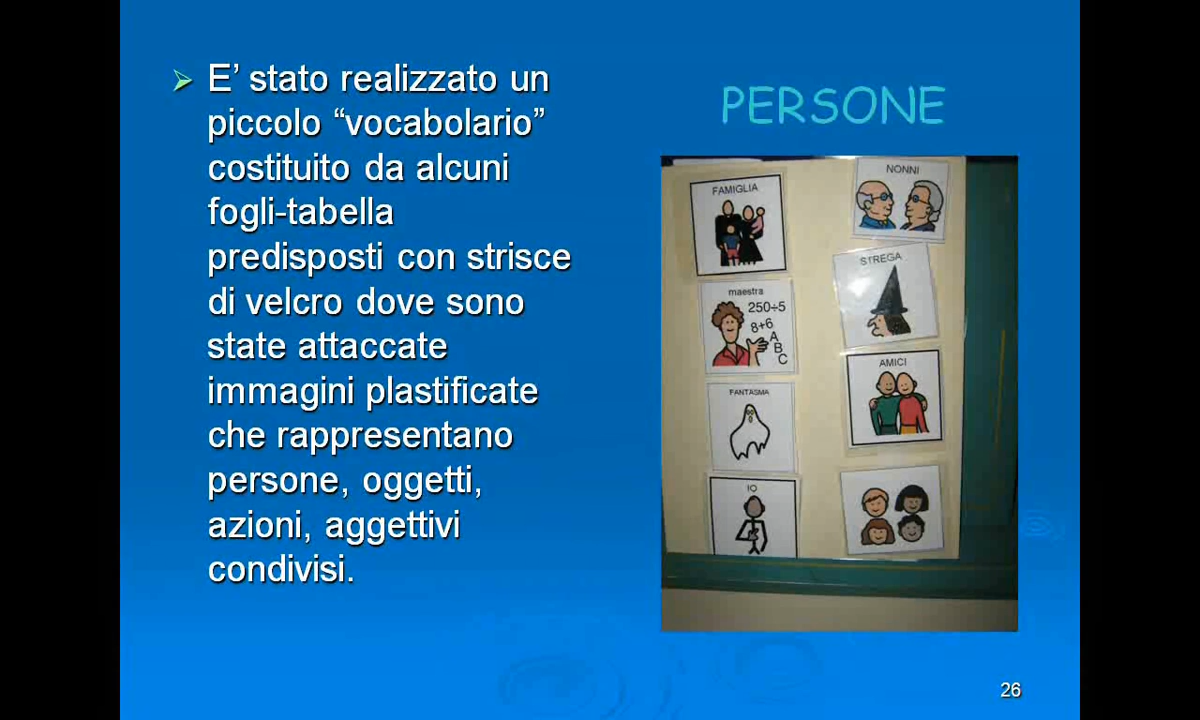 E’ stato realizzato un
piccolo “vocabolario”
costituito da alcuni
fogli-tabella
predisposti con strisce
di velcro dove sono
state attaccate
immagini plastificate
che rappresentano
persone, oggetti,
azioni, aggettivi
condivisi.
PERSONE
FAMIGLIA
NONNI
STREGA
maestra
250÷5
8+6
A
B
C
AMICI
FANTASMA
IO
26